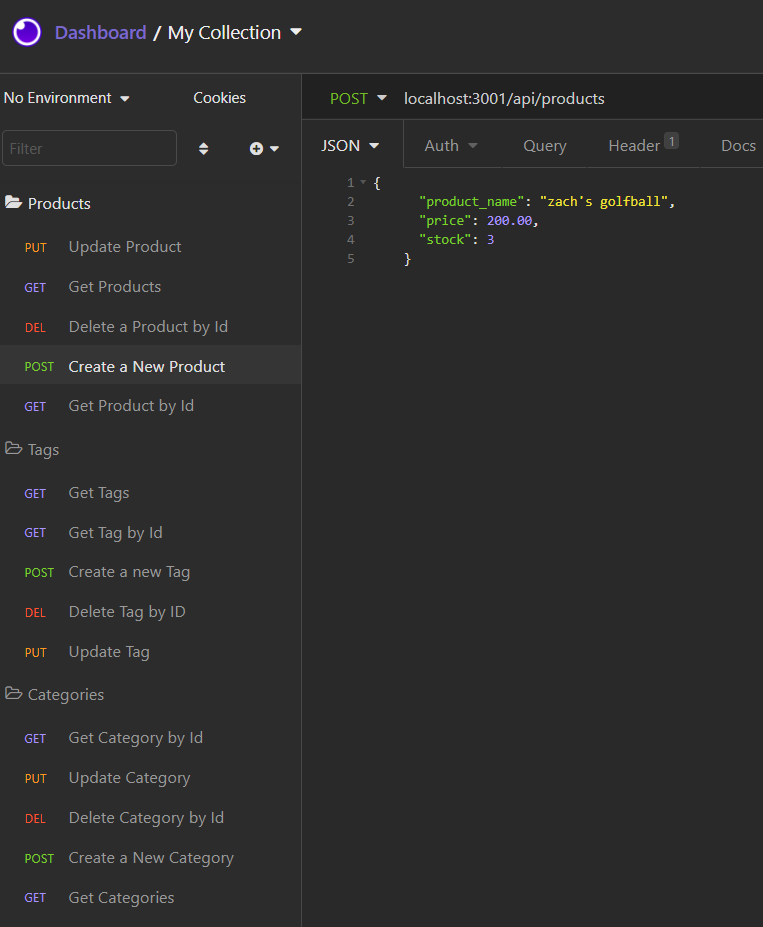 Dashboard / My Collection
No Environment
Cookies
Filter
Products
PUT Update Product
GET Get Products
DEL Delete a Product by Id
POST Create a New Product
GET Get Product by Id
Tags
GET Get Tags
GET Get Tag by Id
POST Create a new Tag
DEL Delete Tag by ID
PUT Update Tag
Categories
GET Get Category by Id
PUT Update Category
DEL Delete Category by Id
POST Create a New Category
GET Get Categories
POST localhost:3001/api/products
JSON Auth Query Header 1 Docs
1 {
2 "product_name": "zach's golfball",
3 "price": 200.00,
4 "stock": 3
5 }